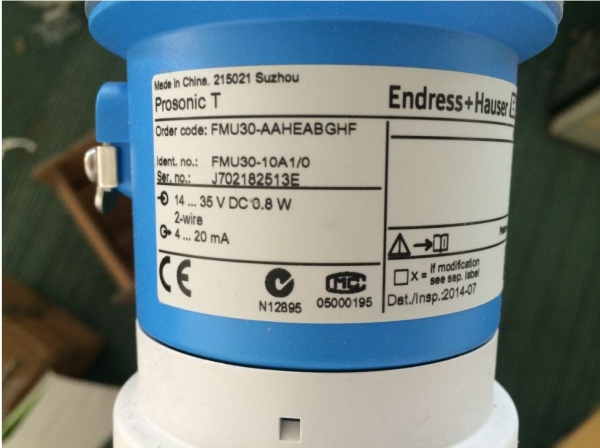 Made in China. 215021 Suzhou
Prosonic T
Endress+Hauser
Order code: FMU30-AAHEABGHF
Ident. no.: FMU30-10A1/0
Ser. no.: J702182513E
14 ... 35 V DC 0.8 W
2-wire
4 ... 20 mA
x = if modification
see sep. label
CE
N12895
CMC
05000195
Dat./Insp.:2014-07